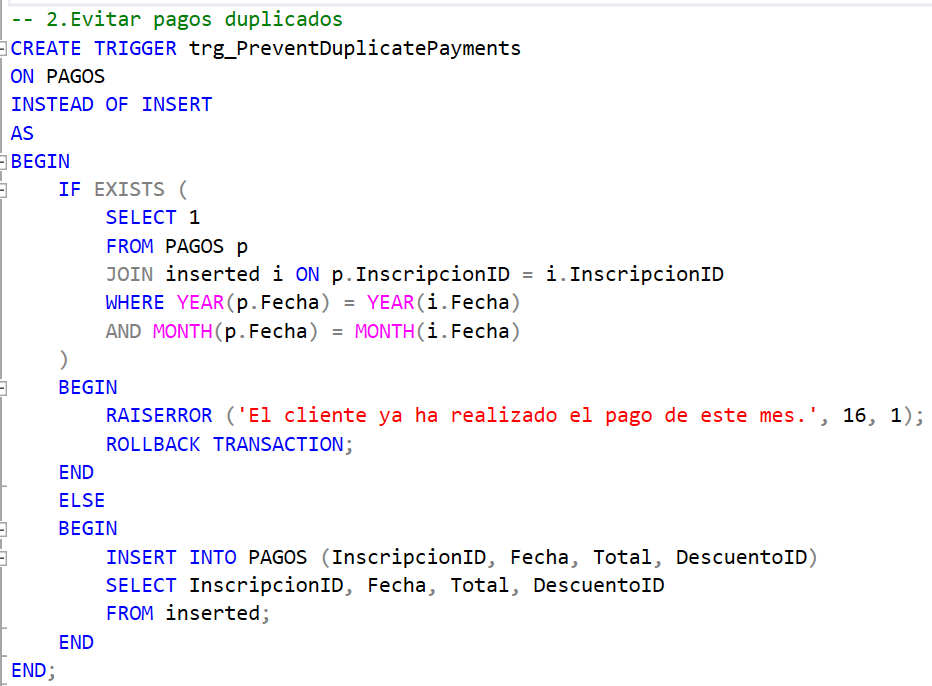 -- 2.Evitar pagos duplicados
CREATE TRIGGER trg_PreventDuplicatePayments
ON PAGOS
INSTEAD OF INSERT
AS
BEGIN
    IF EXISTS (
        SELECT 1
        FROM PAGOS p
        JOIN inserted i ON p.InscripcionID = i.InscripcionID
        WHERE YEAR(p.Fecha) = YEAR(i.Fecha)
        AND MONTH(p.Fecha) = MONTH(i.Fecha)
    )
    BEGIN
        RAISERROR ('El cliente ya ha realizado el pago de este mes.', 16, 1);
        ROLLBACK TRANSACTION;
    END
    ELSE
    BEGIN
        INSERT INTO PAGOS (InscripcionID, Fecha, Total, DescuentoID)
        SELECT InscripcionID, Fecha, Total, DescuentoID
        FROM inserted;
    END
END;